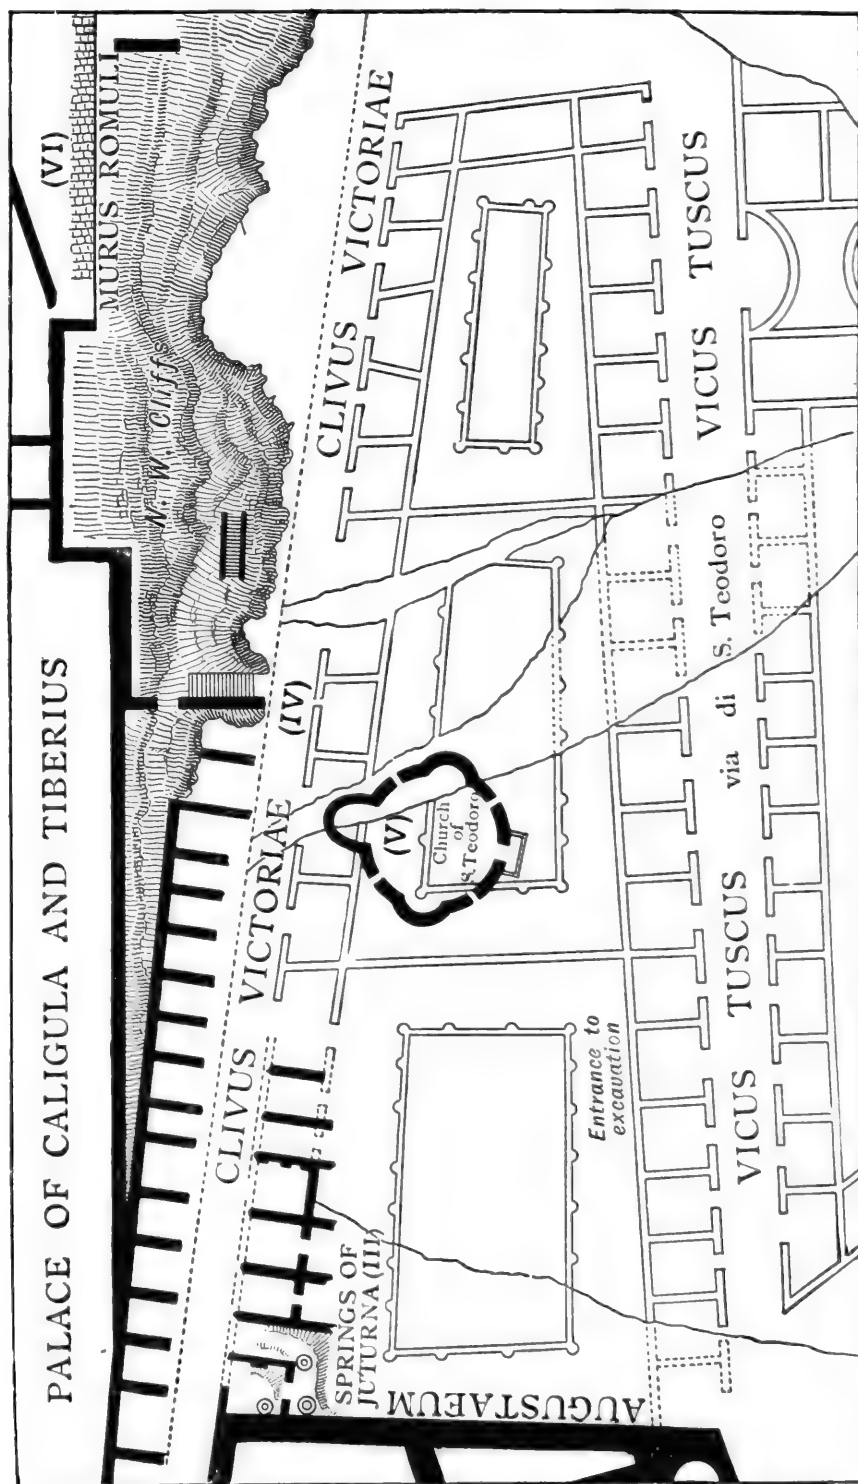 PALACE OF CALIGULA AND TIBERIUS
(VI)
MURUS ROMULI
N. W. Cliffs
CLIVUS VICTORIAE
(IV)
CLIVUS VICTORIAE
(V)
Church
of
S. Teodoro
SPRINGS OF
JUTURNA (III)
AUGUSTAEUM
Entrance to
excavation
VICUS TUSCUS
via di S. Teodoro
VICUS TUSCUS